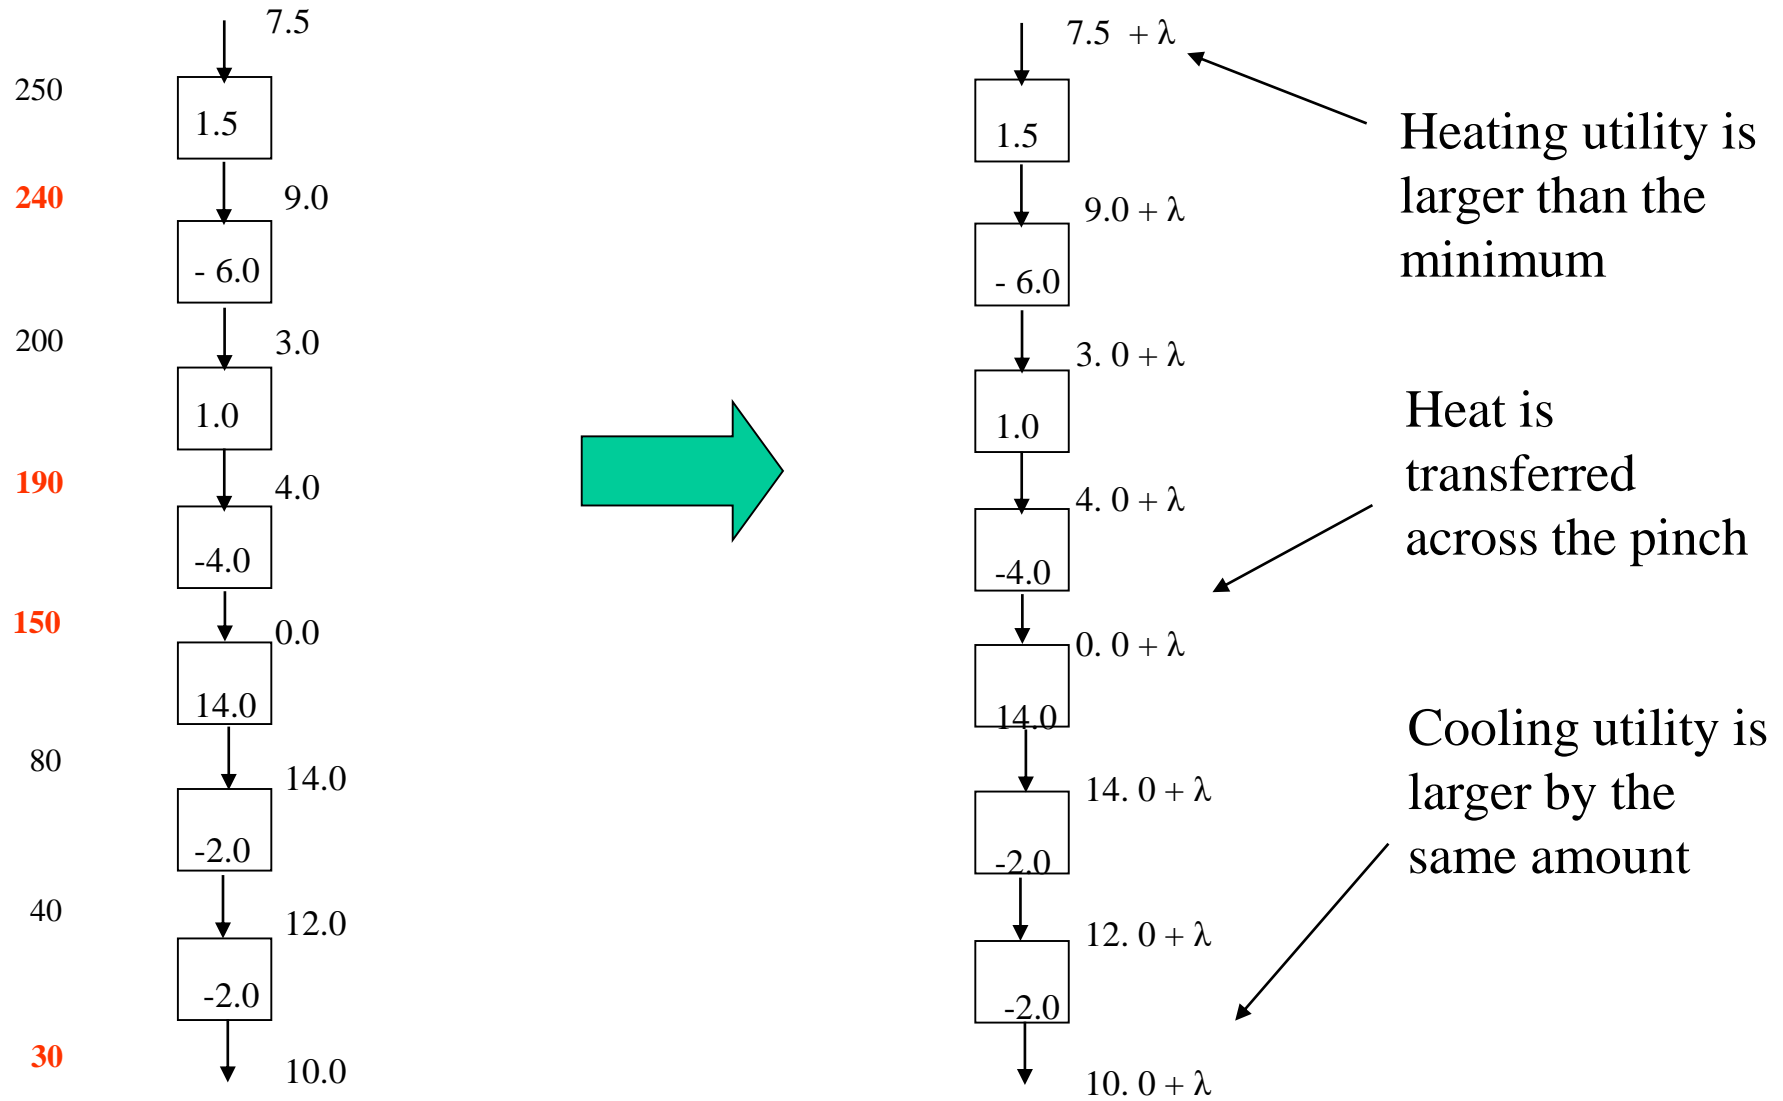 7.5
250
1.5
240
9.0
- 6.0
200
3.0
1.0
190
4.0
-4.0
150
0.0
14.0
80
14.0
-2.0
40
12.0
-2.0
30
10.0
7.5 + λ
1.5
9.0 + λ
- 6.0
3. 0 + λ
1.0
4. 0 + λ
-4.0
0. 0 + λ
14.0
14. 0 + λ
-2.0
12. 0 + λ
-2.0
10. 0 + λ
Heating utility is
larger than the
minimum
Heat is
transferred
across the pinch
Cooling utility is
larger by the
same amount